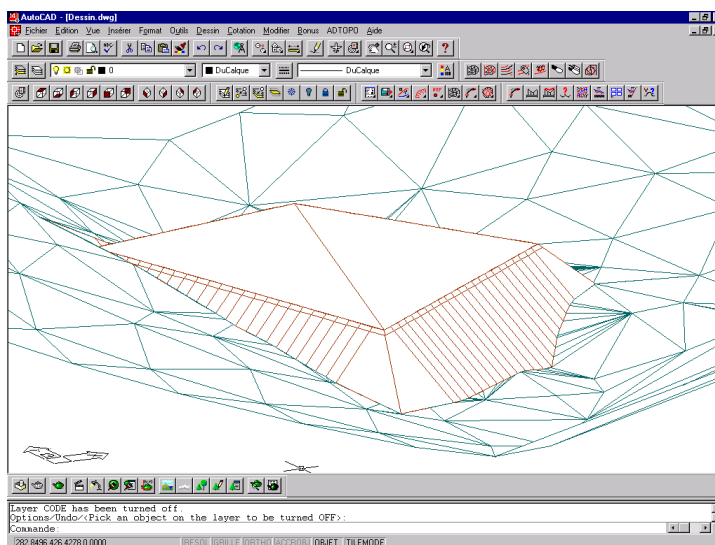 AutoCAD - [Dessin.dwg]
Fichier Edition Vue Insérer Format Outils Dessin Cotation Modifier Bonus ADTOPO Aide
0 DuCalque DuCalque
Layer CODE has been turned off.
Options/Undo/<Pick an object on the layer to be turned OFF>:
Commande:
282.8496,426.4278,0.0000 RESOL GRILLE ORTHO ACCROBJ OBJET TILEMODE